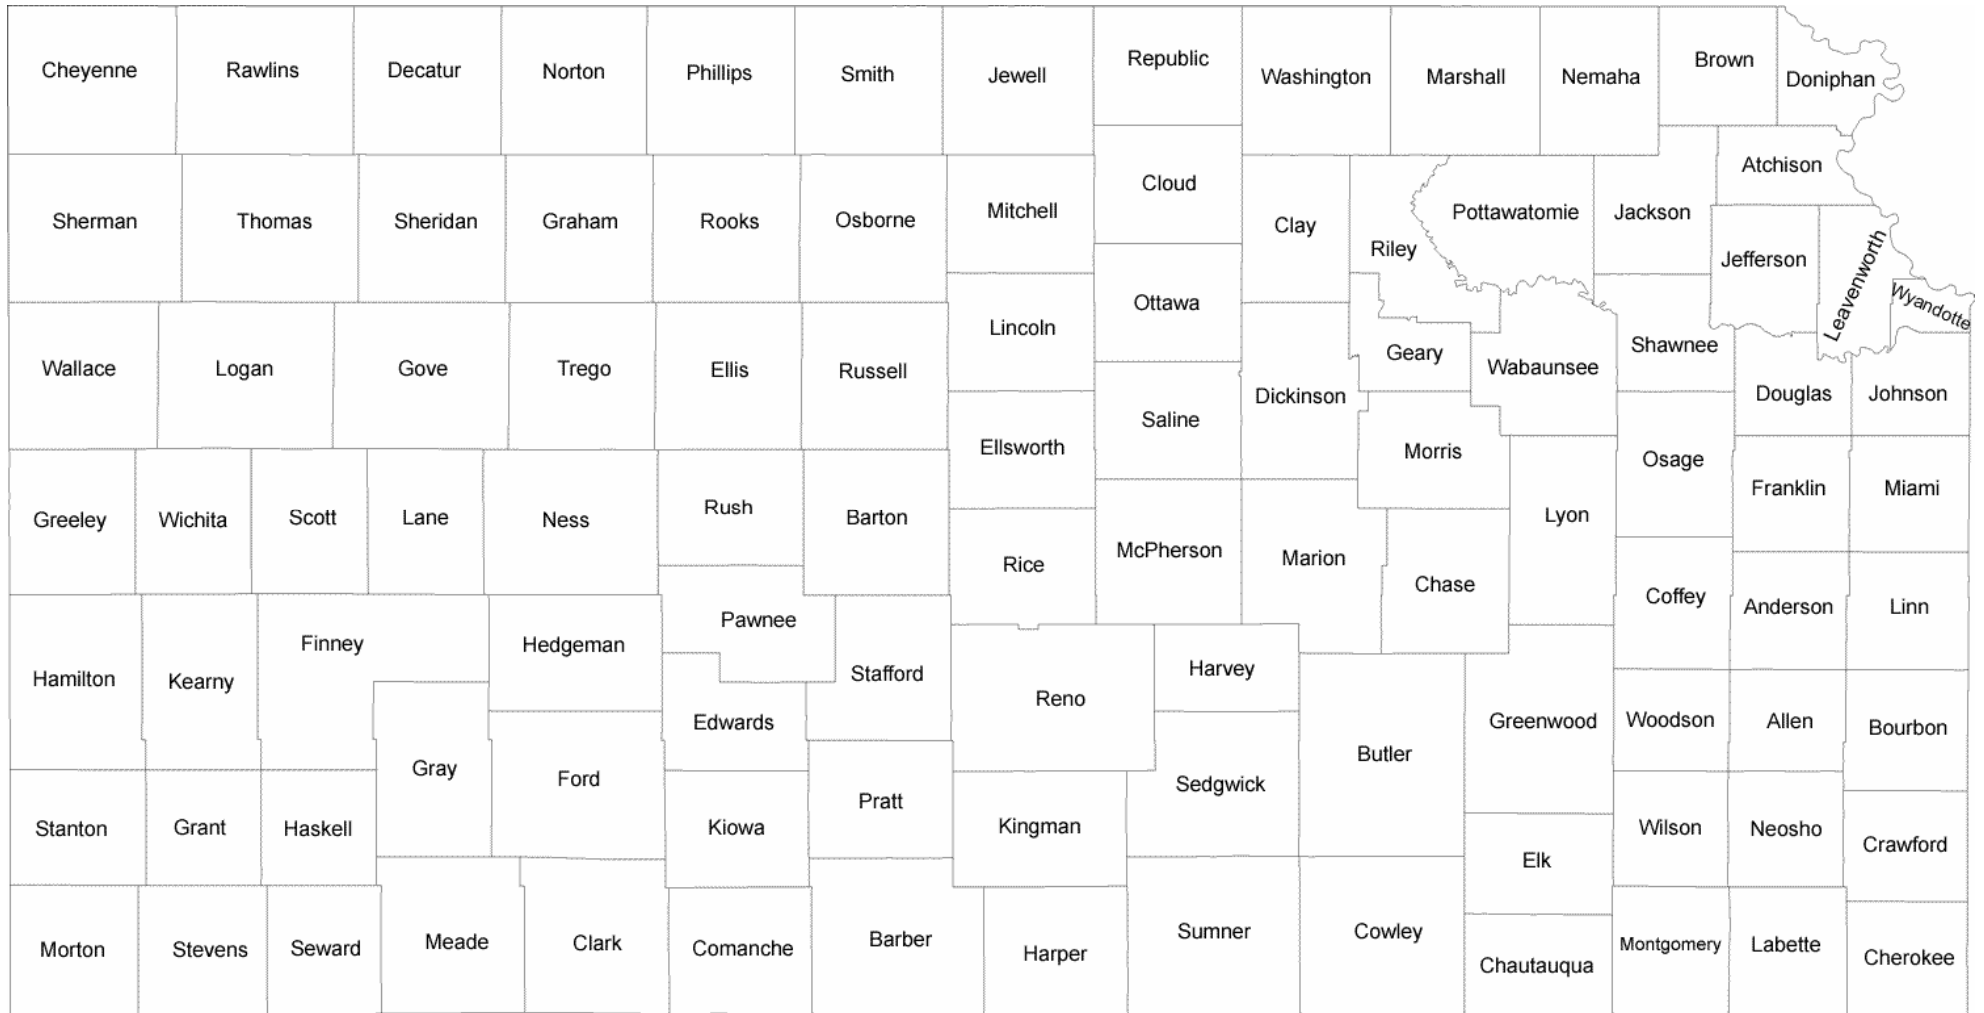 Cheyenne
Rawlins
Decatur
Norton
Phillips
Smith
Jewell
Republic
Washington
Marshall
Nemaha
Brown
Doniphan
Sherman
Thomas
Sheridan
Graham
Rooks
Osborne
Mitchell
Cloud
Clay
Riley
Pottawatomie
Jackson
Atchison
Jefferson
Leavenworth
Wyandotte
Wallace
Logan
Gove
Trego
Ellis
Russell
Lincoln
Ottawa
Saline
Dickinson
Geary
Wabaunsee
Shawnee
Douglas
Johnson
Greeley
Wichita
Scott
Lane
Ness
Rush
Barton
Ellsworth
Rice
McPherson
Marion
Morris
Chase
Lyon
Osage
Franklin
Miami
Coffey
Anderson
Linn
Hamilton
Kearny
Finney
Hedgeman
Pawnee
Edwards
Stafford
Reno
Harvey
Butler
Greenwood
Woodson
Allen
Bourbon
Gray
Ford
Kiowa
Pratt
Kingman
Sedgwick
Stanton
Grant
Haskell
Elk
Wilson
Neosho
Crawford
Morton
Stevens
Seward
Meade
Clark
Comanche
Barber
Harper
Sumner
Cowley
Chautauqua
Montgomery
Labette
Cherokee